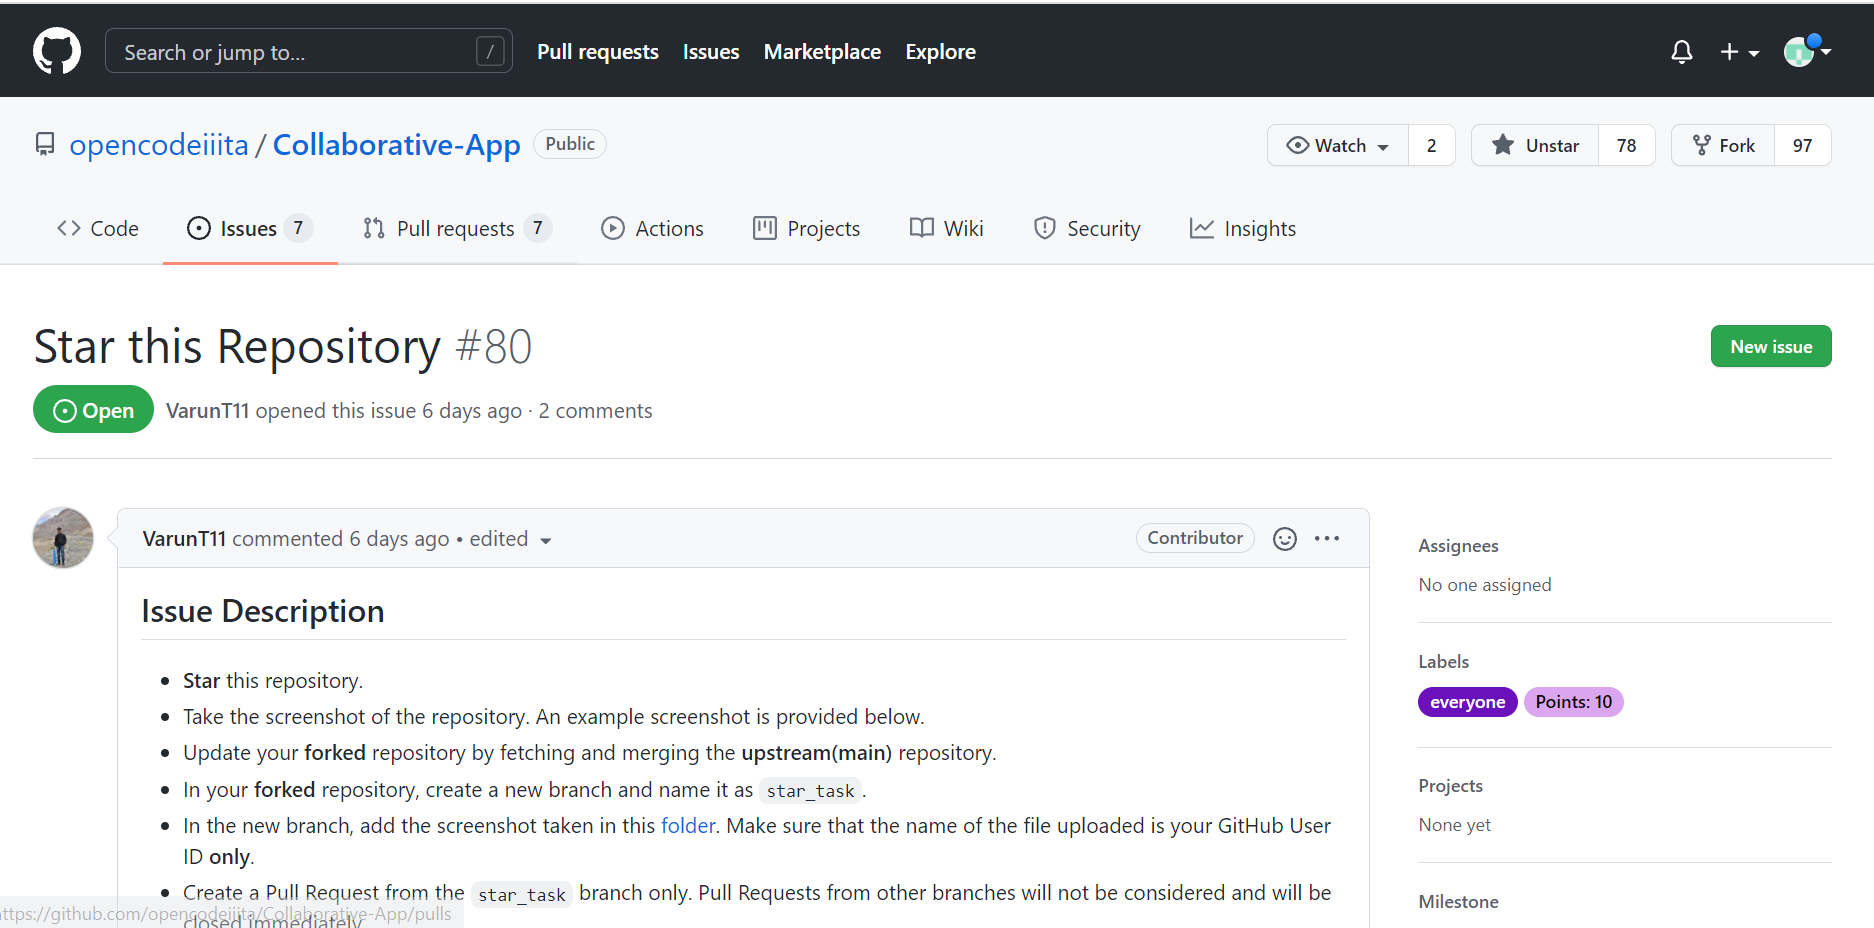 Search or jump to... /
Pull requests Issues Marketplace Explore
opencodeiiita / Collaborative-App Public
Watch 2 Unstar 78 Fork 97
Code Issues 7 Pull requests 7 Actions Projects Wiki Security Insights
Star this Repository #80
New issue
Open VarunT11 opened this issue 6 days ago · 2 comments
VarunT11 commented 6 days ago • edited
Contributor
Issue Description
• Star this repository.
• Take the screenshot of the repository. An example screenshot is provided below.
• Update your forked repository by fetching and merging the upstream(main) repository.
• In your forked repository, create a new branch and name it as star_task.
• In the new branch, add the screenshot taken in this folder. Make sure that the name of the file uploaded is your GitHub User
ID only.
• Create a Pull Request from the star_task branch only. Pull Requests from other branches will not be considered and will be
closed immediately.
Assignees
No one assigned
Labels
everyone Points: 10
Projects
None yet
Milestone
ttps://github.com/opencodeiiita/Collaborative-App/pulls